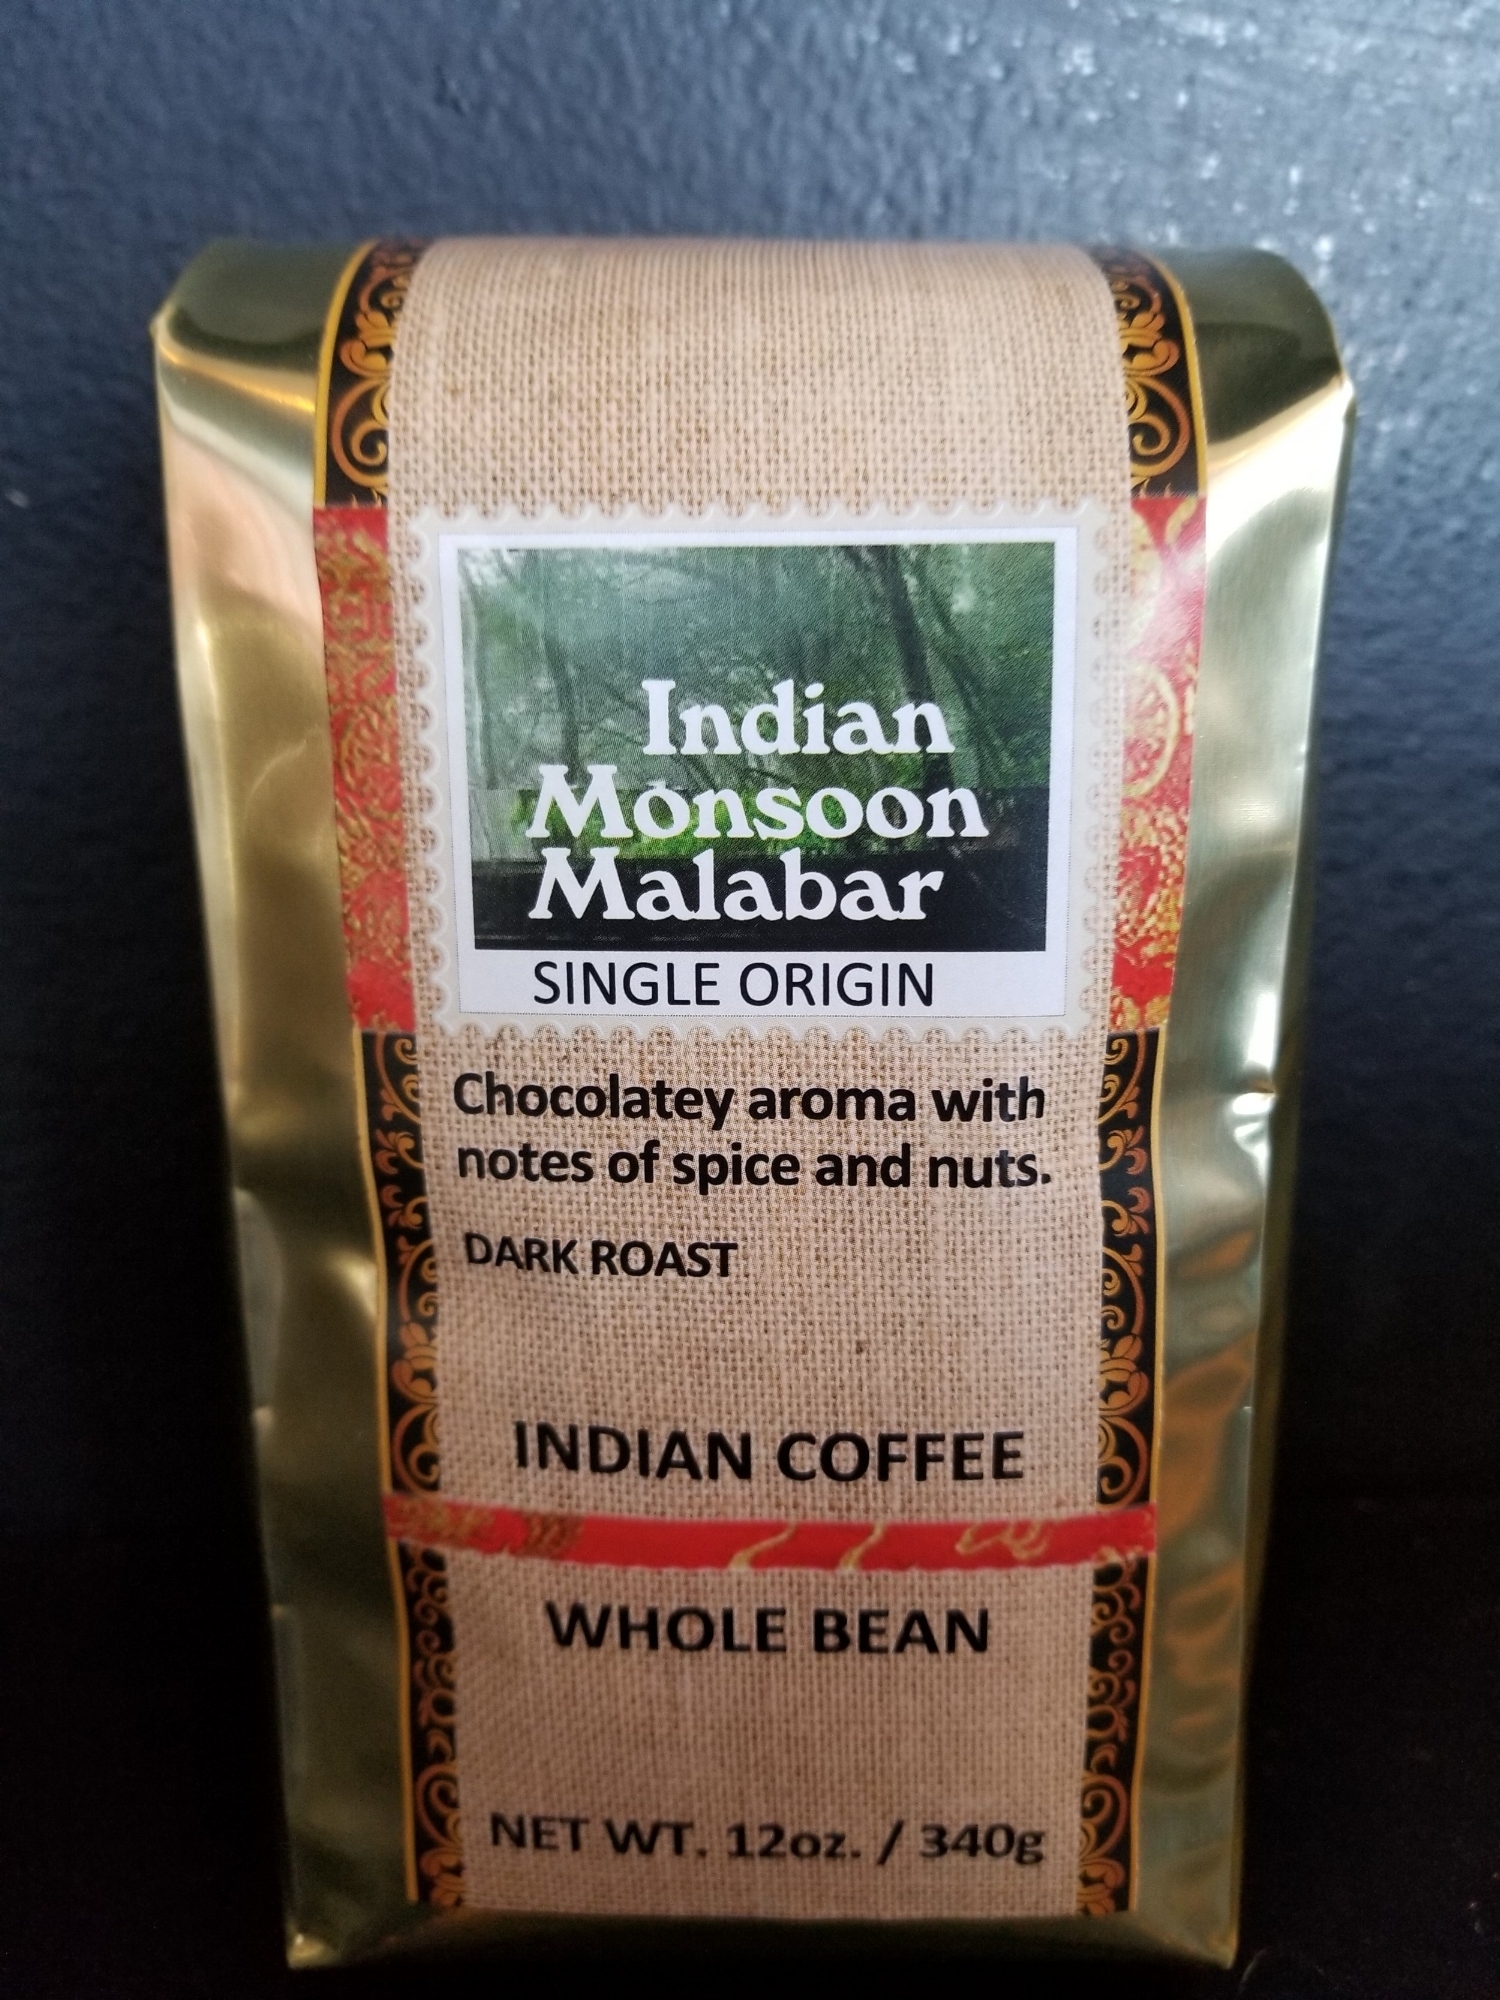 Indian
Monsoon
Malabar
SINGLE ORIGIN
Chocolatey aroma with
notes of spice and nuts.
DARK ROAST
INDIAN COFFEE
WHOLE BEAN
NET WT. 12oz. / 340g